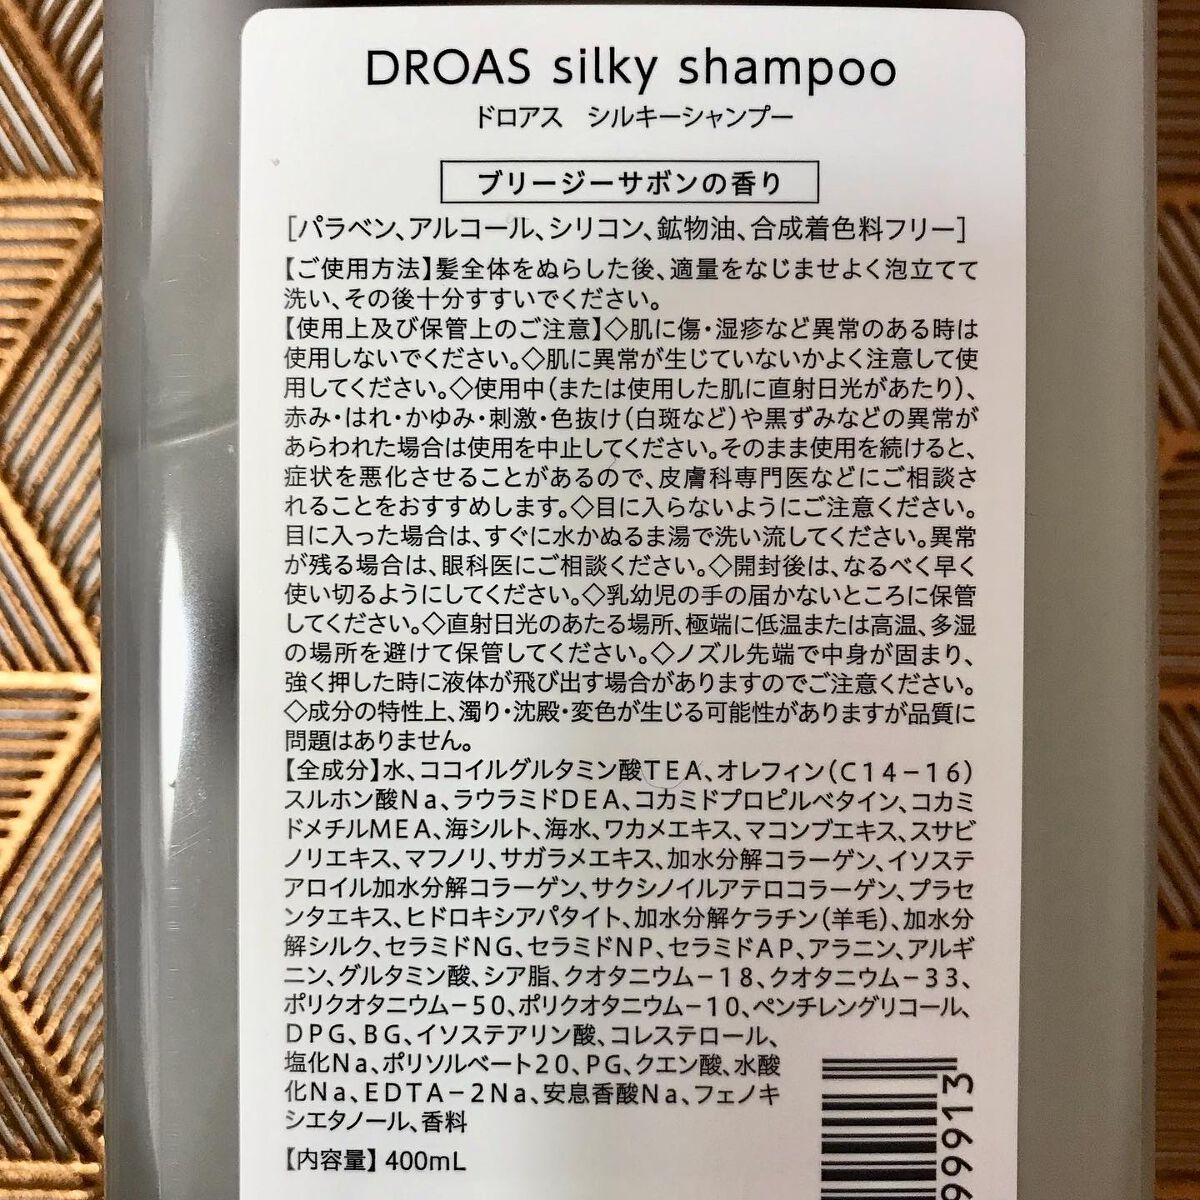 DROAS silky shampoo
ドロアス シルキーシャンプー
ブリージーサボンの香り
［パラベン、アルコール、シリコン、鉱物油、合成着色料フリー］
【ご使用方法】髪全体をぬらした後、適量をなじませよく泡立てて
洗い、その後十分すすいでください。
【使用上及び保管上のご注意】◇肌に傷・湿疹など異常のある時は
使用しないでください。◇肌に異常が生じていないかよく注意して使
用してください。◇使用中（または使用した肌に直射日光があたり）、
赤み・はれ・かゆみ・刺激・色抜け（白斑など）や黒ずみなどの異常が
あらわれた場合は使用を中止してください。そのまま使用を続けると、
症状を悪化させることがあるので、皮膚科専門医などにご相談さ
れることをおすすめします。◇目に入らないようにご注意ください。
目に入った場合は、すぐに水かぬるま湯で洗い流してください。異常
が残る場合は、眼科医にご相談ください。◇開封後は、なるべく早く
使い切るようにしてください。◇乳幼児の手の届かないところに保管
してください。◇直射日光のあたる場所、極端に低温または高温、多湿
の場所を避けて保管してください。◇ノズル先端で中身が固まり、
強く押した時に液体が飛び出す場合がありますのでご注意ください。
◇成分の特性上、濁り・沈殿・変色が生じる可能性がありますが品質に
問題はありません。
【全成分】水、ココイルグルタミン酸TEA、オレフィン（C14－16）
スルホン酸Na、ラウラミドDEA、コカミドプロピルベタイン、コカミ
ドメチルMEA、海シルト、海水、ワカメエキス、マコンブエキス、スサビ
ノリエキス、マフノリ、サガラメエキス、加水分解コラーゲン、イソステ
アロイル加水分解コラーゲン、サクシノイルアテロコラーゲン、プラセ
ンタエキス、ヒドロキシアパタイト、加水分解ケラチン（羊毛）、加水分
解シルク、セラミドNG、セラミドNP、セラミドAP、アラニン、アルギ
ニン、グルタミン酸、シア脂、クオタニウム－18、クオタニウム－33、
ポリクオタニウム－50、ポリクオタニウム－10、ペンチレングリコール、
DPG、BG、イソステアリン酸、コレステロール、
塩化Na、ポリソルベート20、PG、クエン酸、水酸
化Na、EDTA－2Na、安息香酸Na、フェノキ
シエタノール、香料
【内容量】400mL
99913